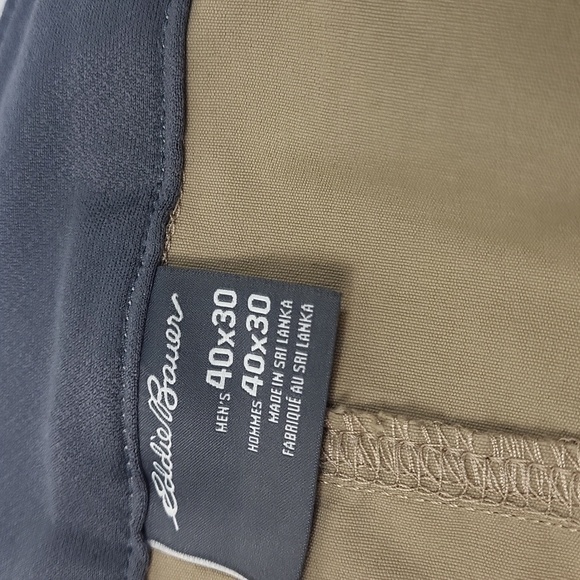 Eddie Bauer
MEN'S 40x30
HOMMES 40x30
MADE IN SRI LANKA
FABRIQUÉ AU SRI LANKA